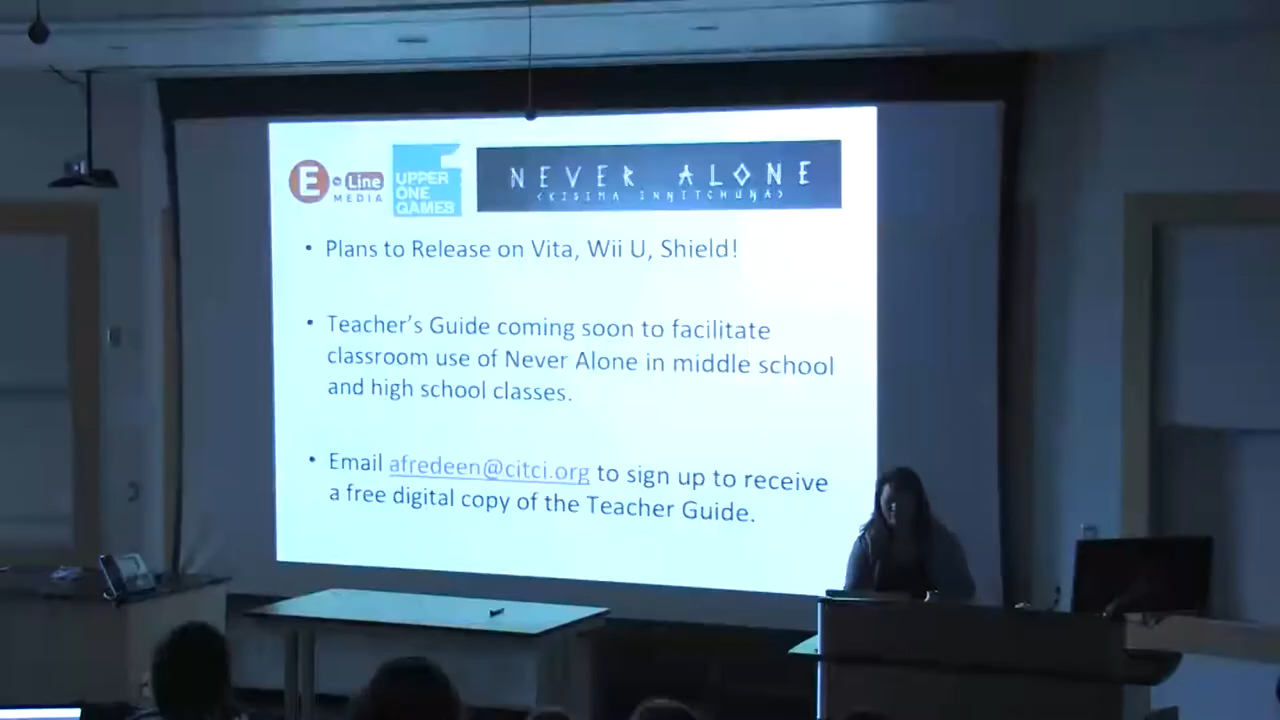 E-Line
MEDIA
UPPER
ONE
GAMES
NEVER ALONE
(KISIMA INŊITCHUŊA)
• Plans to Release on Vita, Wii U, Shield!
• Teacher's Guide coming soon to facilitate
classroom use of Never Alone in middle school
and high school classes.
• Email afredeen@citci.org to sign up to receive
a free digital copy of the Teacher Guide.